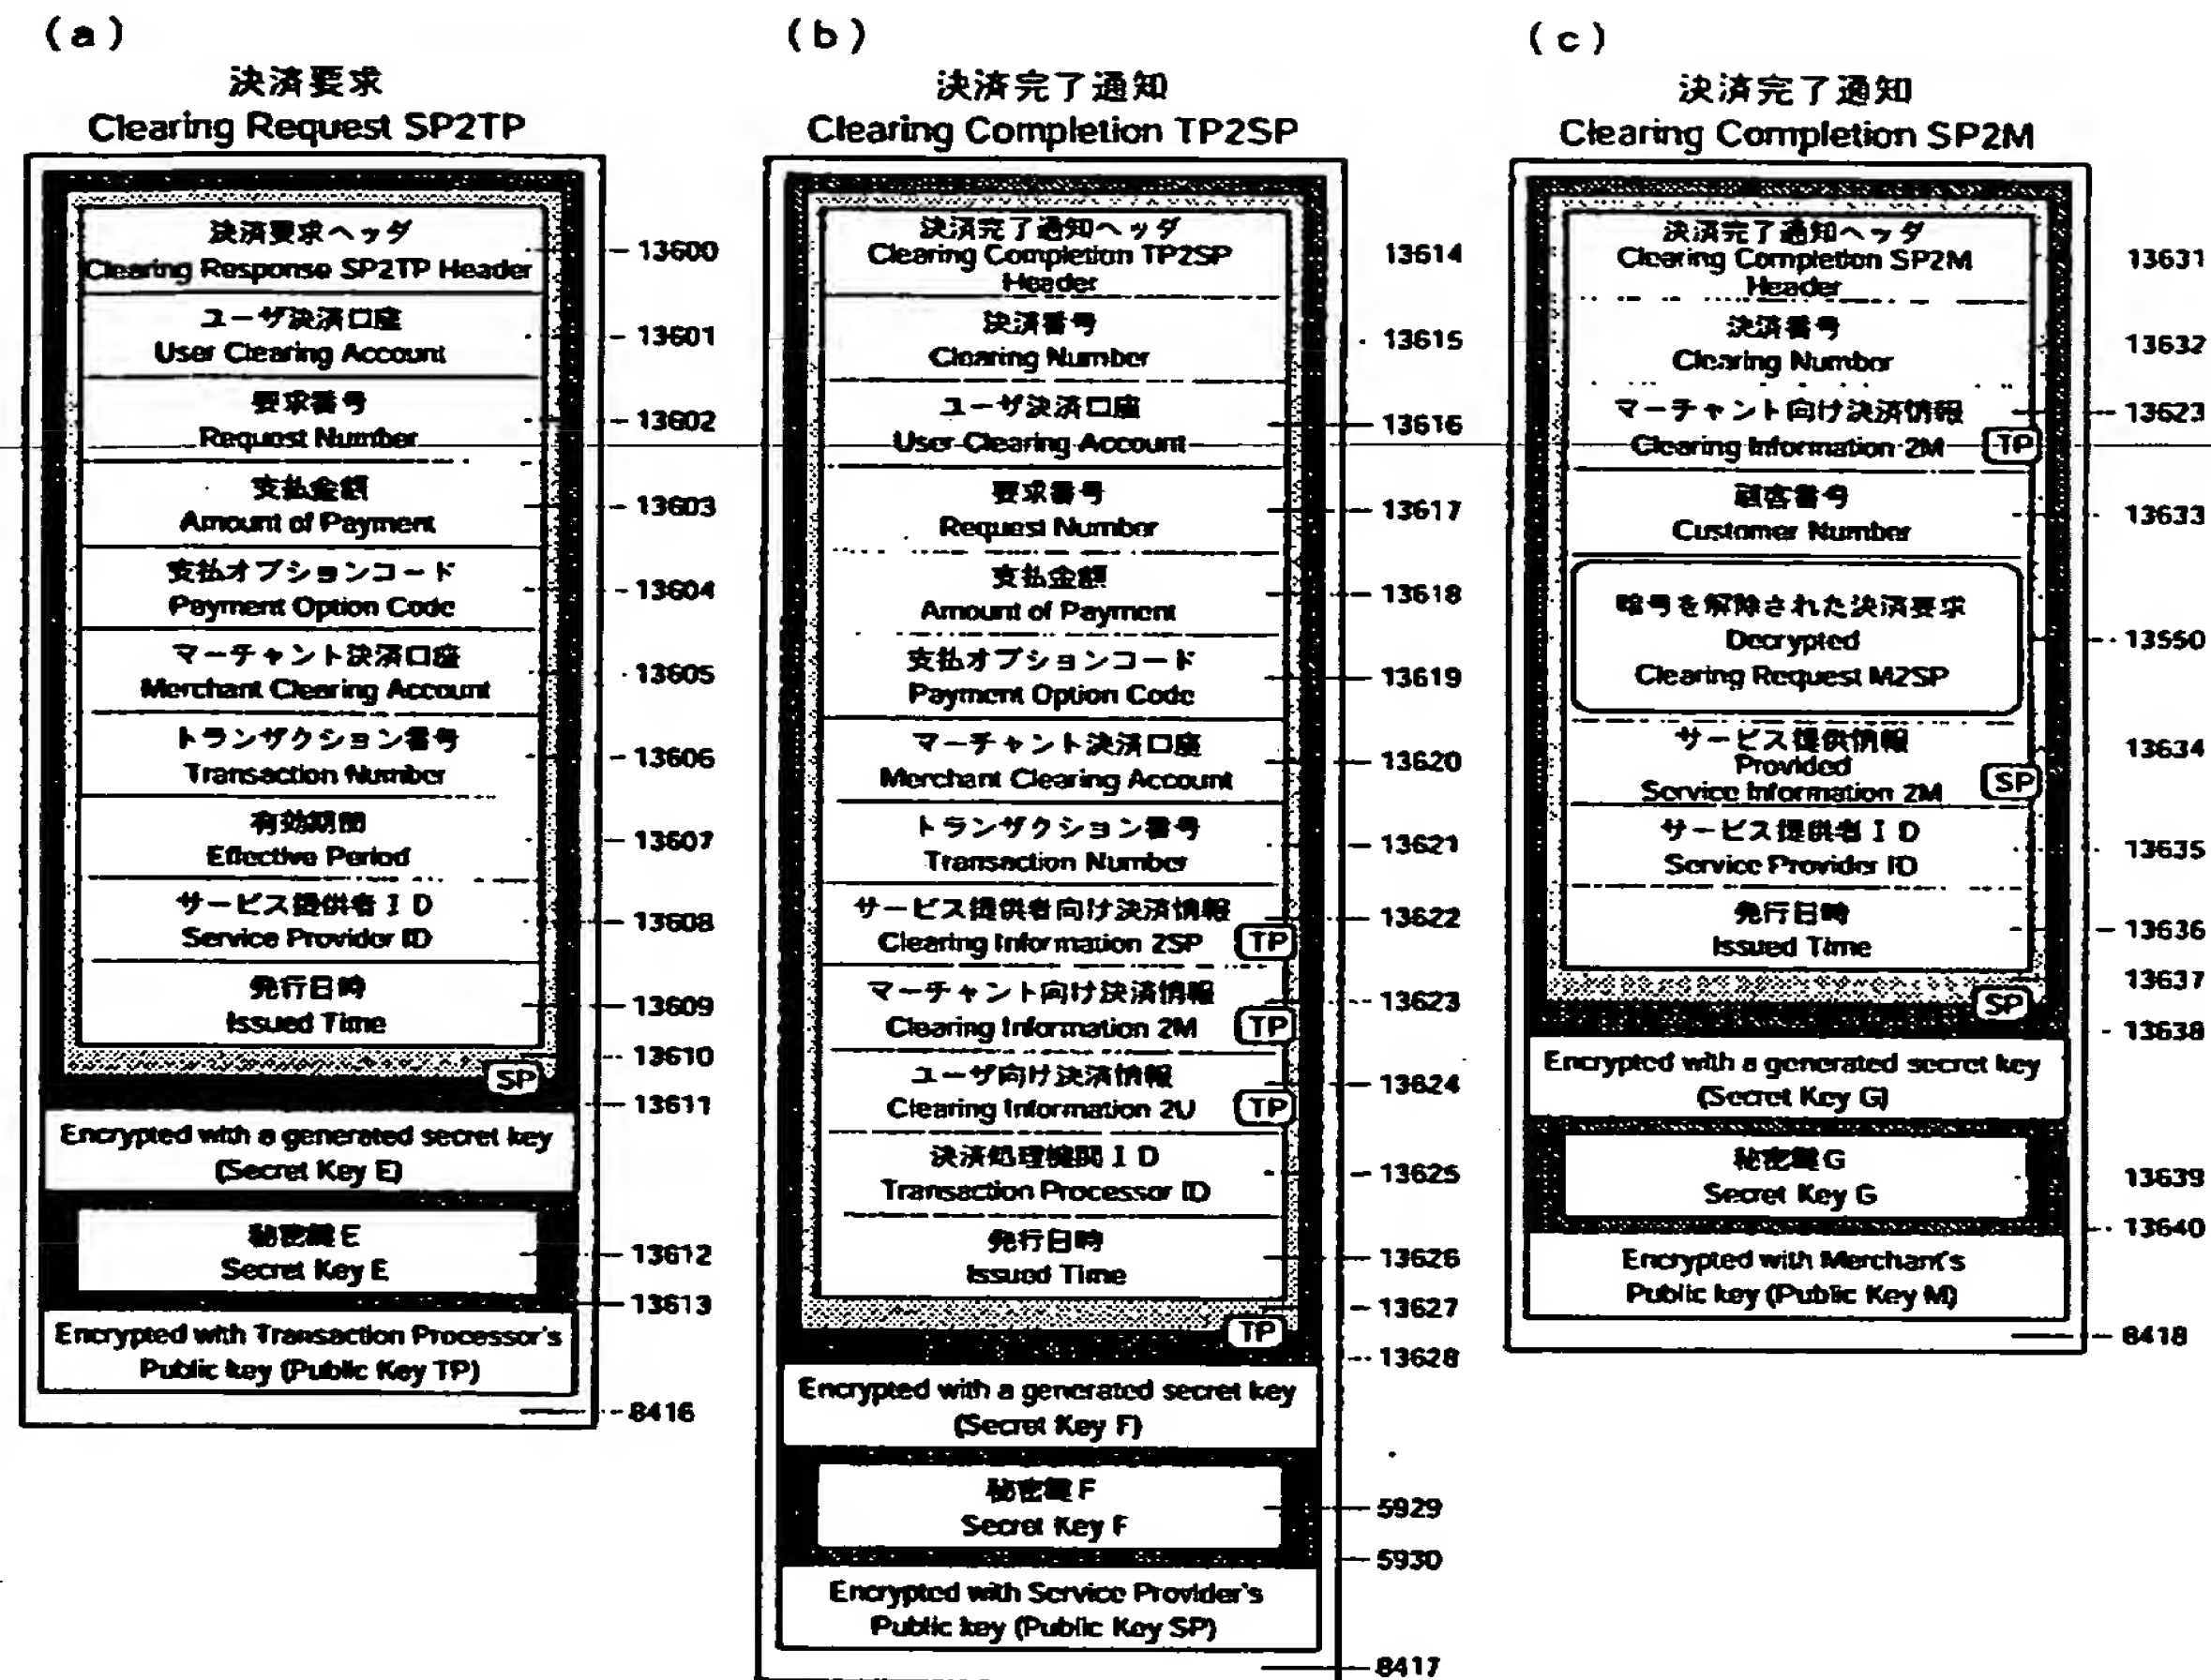 (a)
決済要求
Clearing Request SP2TP
決済要求ヘッダ
Clearing Response SP2TP Header
13600
ユーザ決済口座
User Clearing Account
13601
要求番号
Request Number
13602
支払金額
Amount of Payment
13603
支払オプションコード
Payment Option Code
13604
マーチャント決済口座
Merchant Clearing Account
13605
トランザクション番号
Transaction Number
13606
有効期間
Effective Period
13607
サービス提供者ID
Service Provider ID
13608
発行日時
Issued Time
13609
13610
SP
13611
Encrypted with a generated secret key
(Secret Key E)
秘密鍵E
Secret Key E
13612
13613
Encrypted with Transaction Processor's
Public key (Public Key TP)
8416
(b)
決済完了通知
Clearing Completion TP2SP
決済完了通知ヘッダ
Clearing Completion TP2SP
Header
13614
決済番号
Clearing Number
13615
ユーザ決済口座
User Clearing Account
13616
要求番号
Request Number
13617
支払金額
Amount of Payment
13618
支払オプションコード
Payment Option Code
13619
マーチャント決済口座
Merchant Clearing Account
13620
トランザクション番号
Transaction Number
13621
サービス提供者向け決済情報
Clearing Information 2SP
TP
13622
マーチャント向け決済情報
Clearing Information 2M
TP
13623
ユーザ向け決済情報
Clearing Information 2U
TP
13624
決済処理機関ID
Transaction Processor ID
13625
発行日時
Issued Time
13626
13627
TP
13628
Encrypted with a generated secret key
(Secret Key F)
秘密鍵F
Secret Key F
5929
5930
Encrypted with Service Provider's
Public key (Public Key SP)
8417
(c)
決済完了通知
Clearing Completion SP2M
決済完了通知ヘッダ
Clearing Completion SP2M
Header
13631
決済番号
Clearing Number
13632
マーチャント向け決済情報
Clearing Information 2M
TP
13623
顧客番号
Customer Number
13633
暗号を解除された決済要求
Decrypted
Clearing Request M2SP
13550
サービス提供情報
Provided
Service Information 2M
SP
13634
サービス提供者ID
Service Provider ID
13635
発行日時
Issued Time
13636
13637
SP
13638
Encrypted with a generated secret key
(Secret Key G)
秘密鍵G
Secret Key G
13639
13640
Encrypted with Merchant's
Public key (Public Key M)
8418